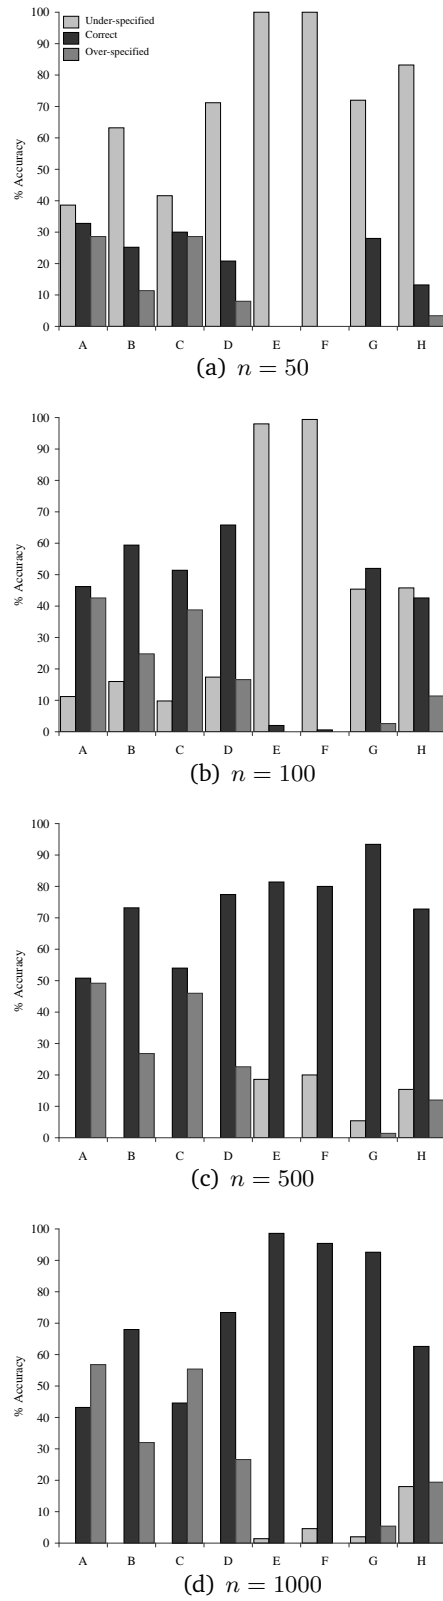 Under-specified
Correct
Over-specified
% Accuracy
100
90
80
70
60
50
40
30
20
10
0
A B C D E F G H
(a) n = 50
% Accuracy
100
90
80
70
60
50
40
30
20
10
0
A B C D E F G H
(b) n = 100
% Accuracy
100
90
80
70
60
50
40
30
20
10
0
A B C D E F G H
(c) n = 500
% Accuracy
100
90
80
70
60
50
40
30
20
10
0
A B C D E F G H
(d) n = 1000